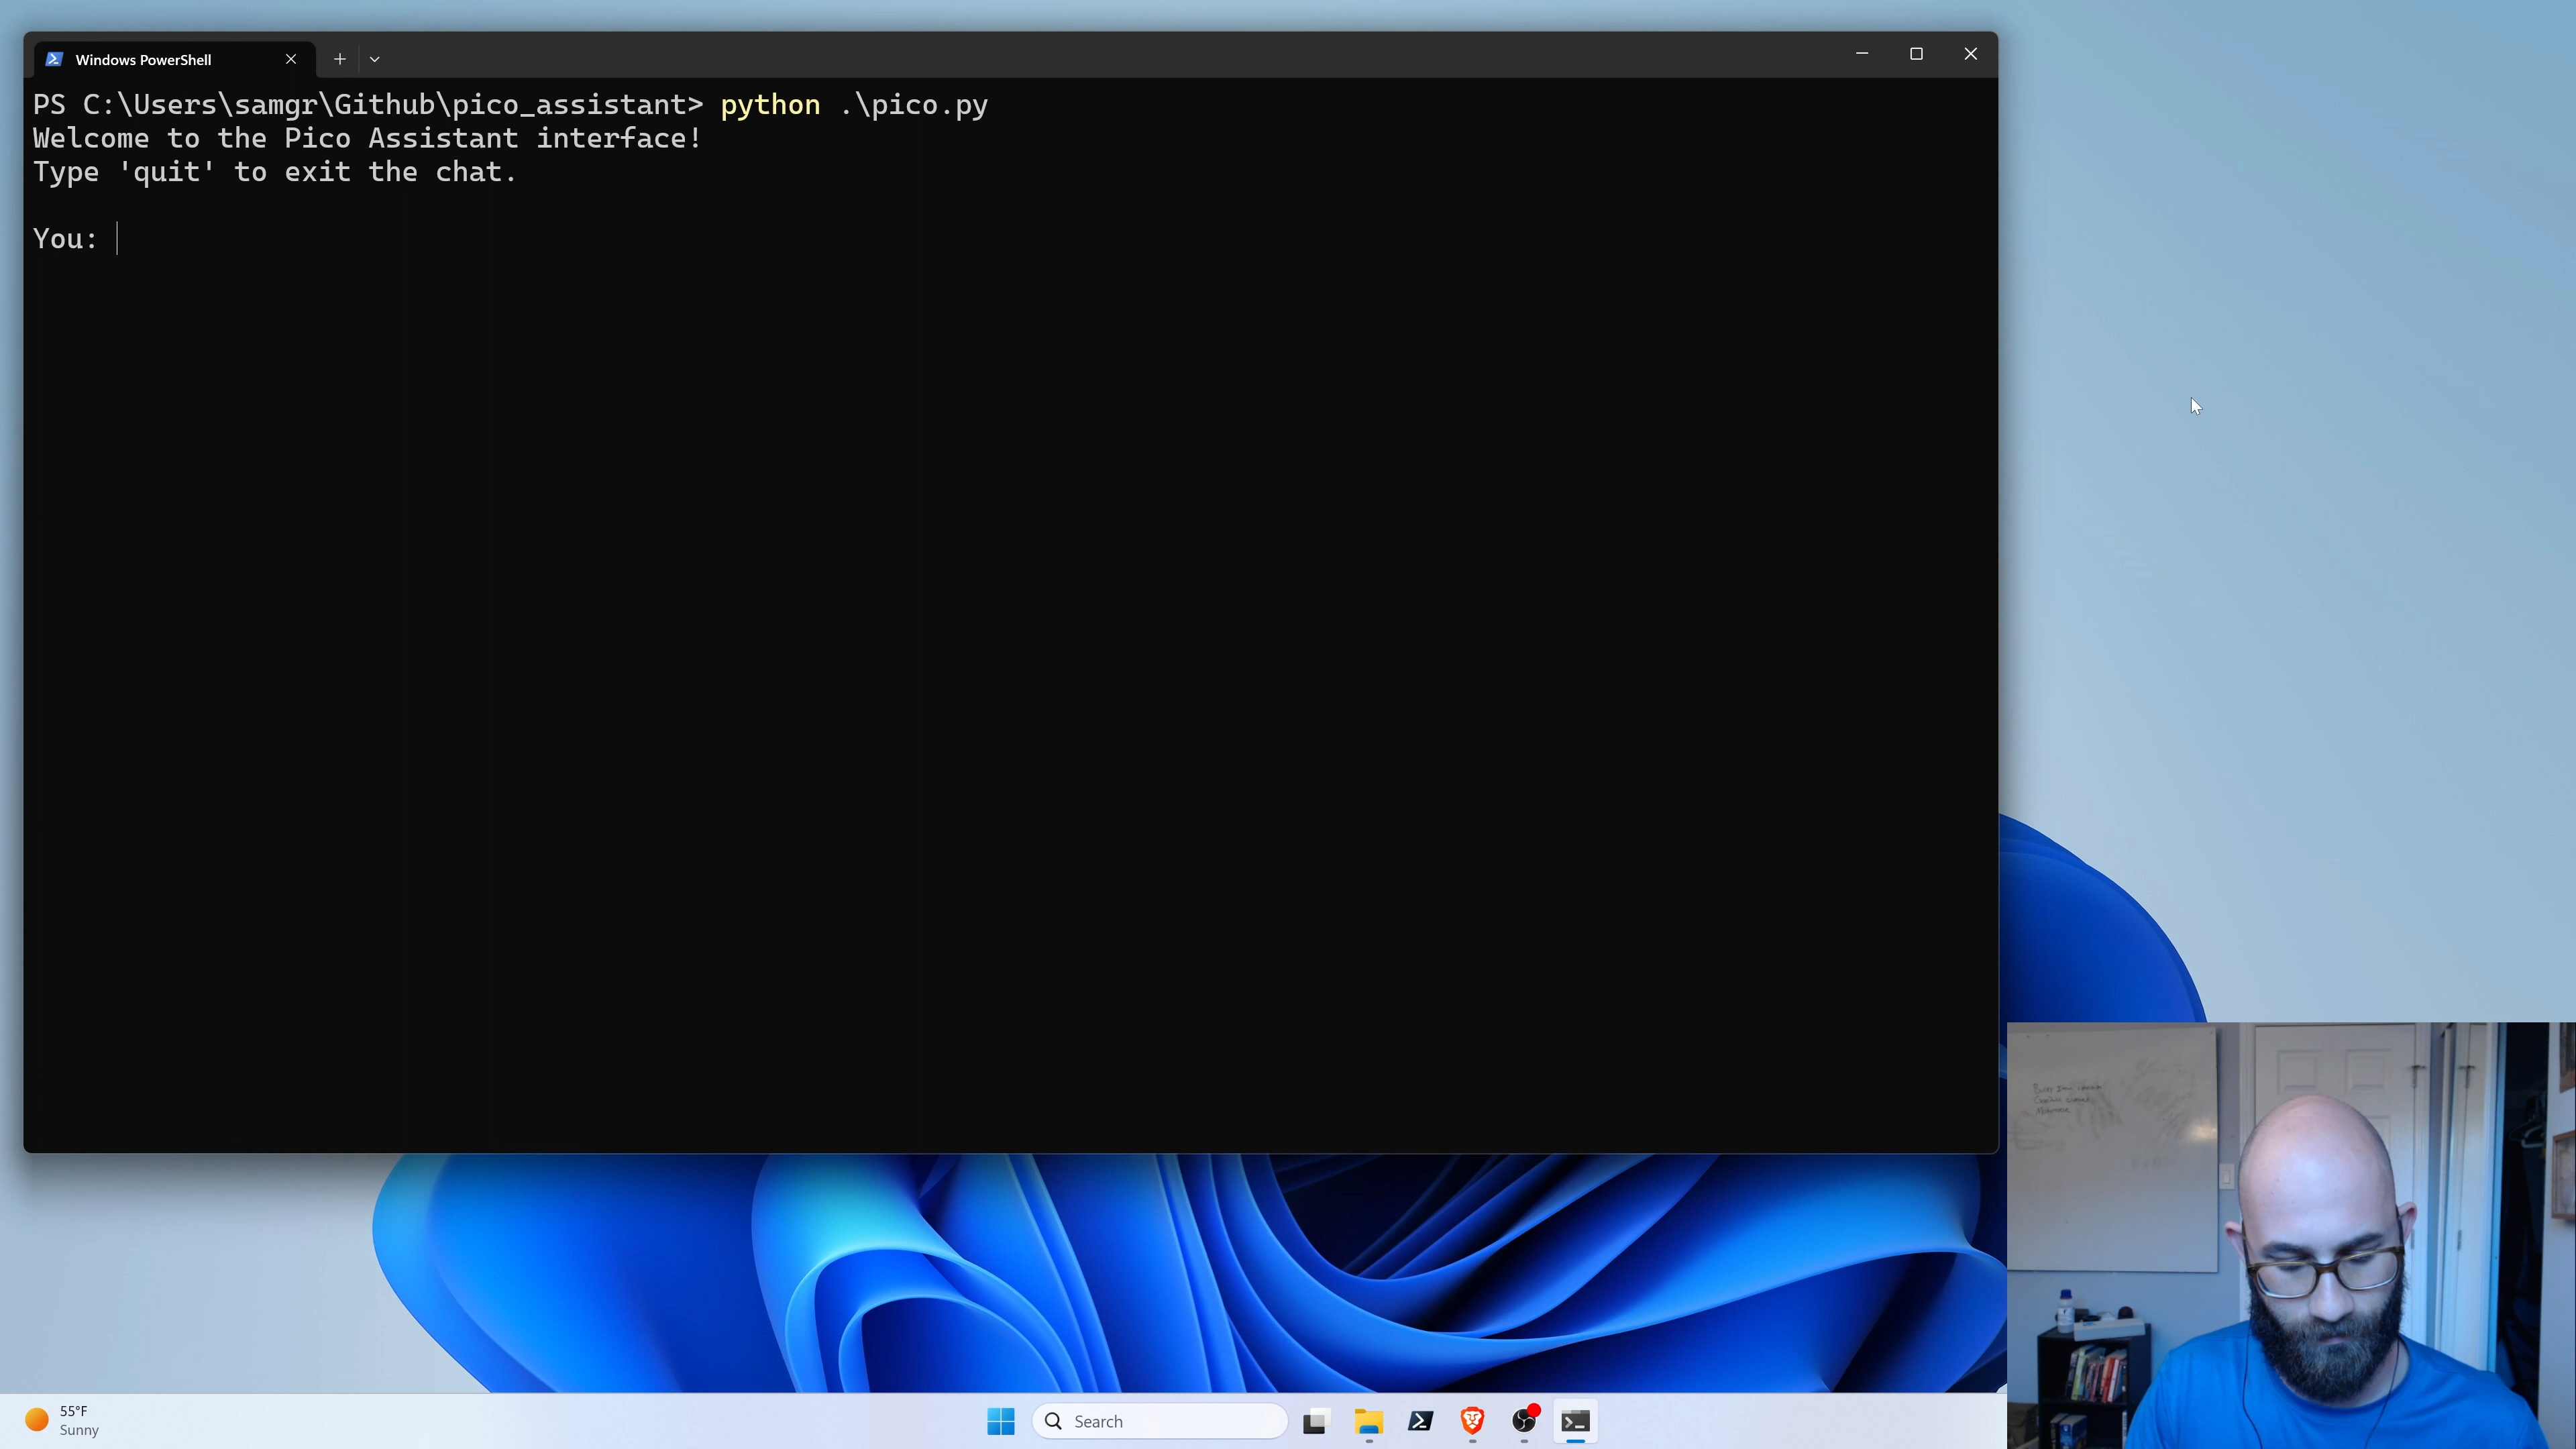 Windows PowerShell
PS C:\Users\samgr\Github\pico_assistant> python .\pico.py
Welcome to the Pico Assistant interface!
Type 'quit' to exit the chat.
You:
55°F
Sunny
Search